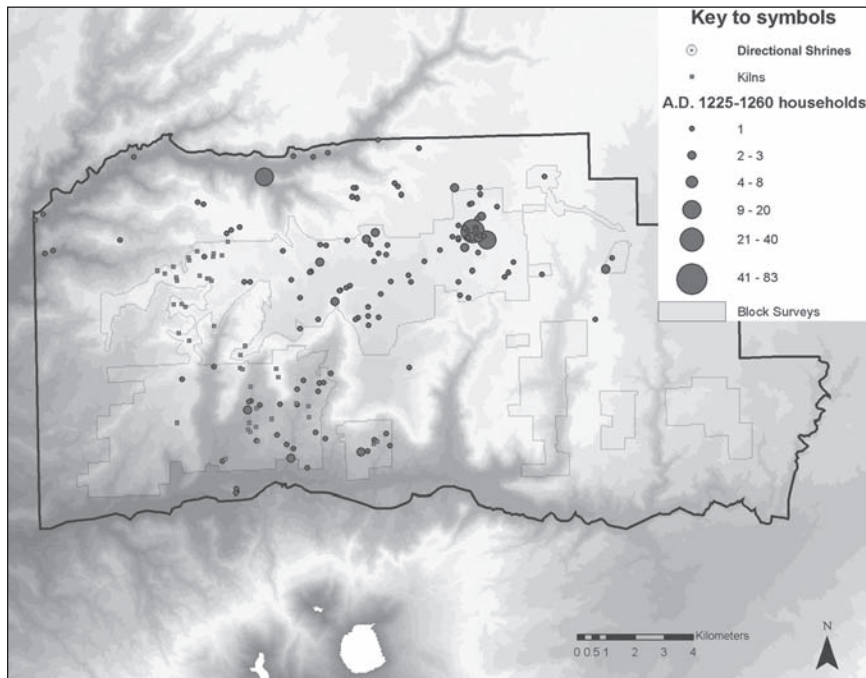 Key to symbols
Directional Shrines
Kilns
A.D. 1225-1260 households
1
2 - 3
4 - 8
9 - 20
21 - 40
41 - 83
Block Surveys
N
Kilometers
0 0.5 1 2 3 4